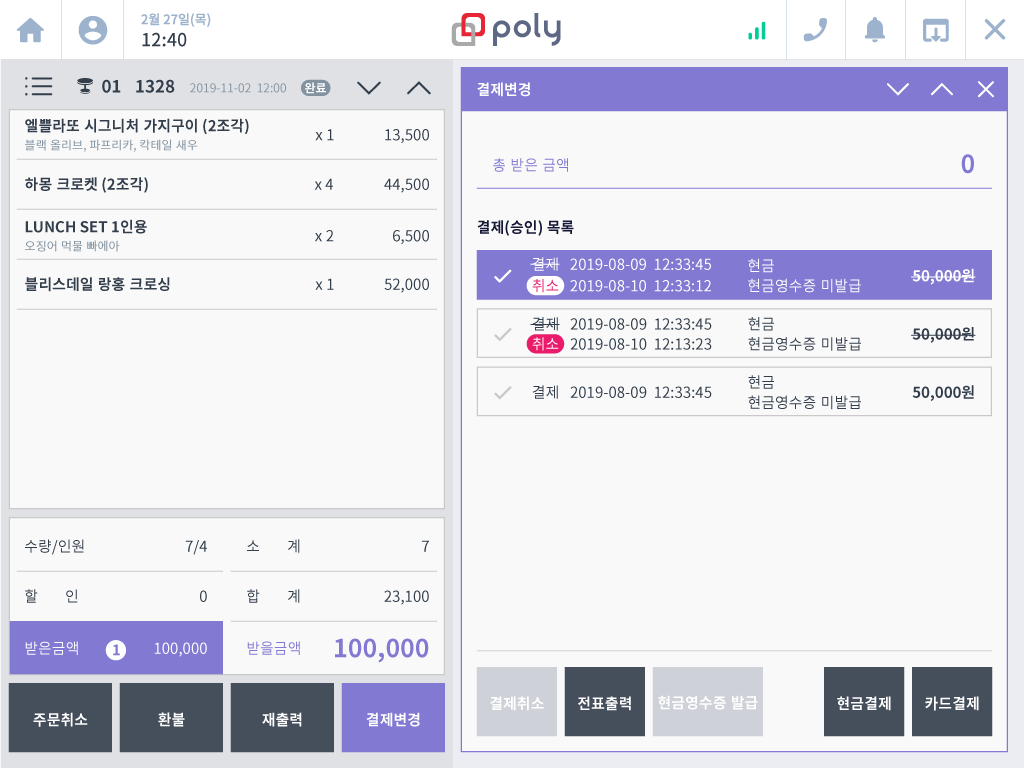 2월 27일(목)
12:40
poly
01 1328 2019-11-02 12:00 완료
엘쁠라또 시그니처 가지구이 (2조각) x 1 13,500
블랙 올리브, 파프리카, 칵테일 새우
하몽 크로켓 (2조각) x 4 44,500
LUNCH SET 1인용 x 2 6,500
오징어 먹물 빠에아
블리스데일 랑홍 크로싱 x 1 52,000
수량/인원 7/4 소 계 7
할 인 0 합 계 23,100
받은금액 1 100,000 받을금액 100,000
주문취소 환불 재출력 결제변경
결제변경
총 받은 금액 0
결제(승인) 목록
결제 2019-08-09 12:33:45 현금 50,000원
취소 2019-08-10 12:33:12 현금영수증 미발급
결제 2019-08-09 12:33:45 현금 50,000원
취소 2019-08-10 12:13:23 현금영수증 미발급
결제 2019-08-09 12:33:45 현금 50,000원
현금영수증 미발급
결제취소 전표출력 현금영수증 발급 현금결제 카드결제